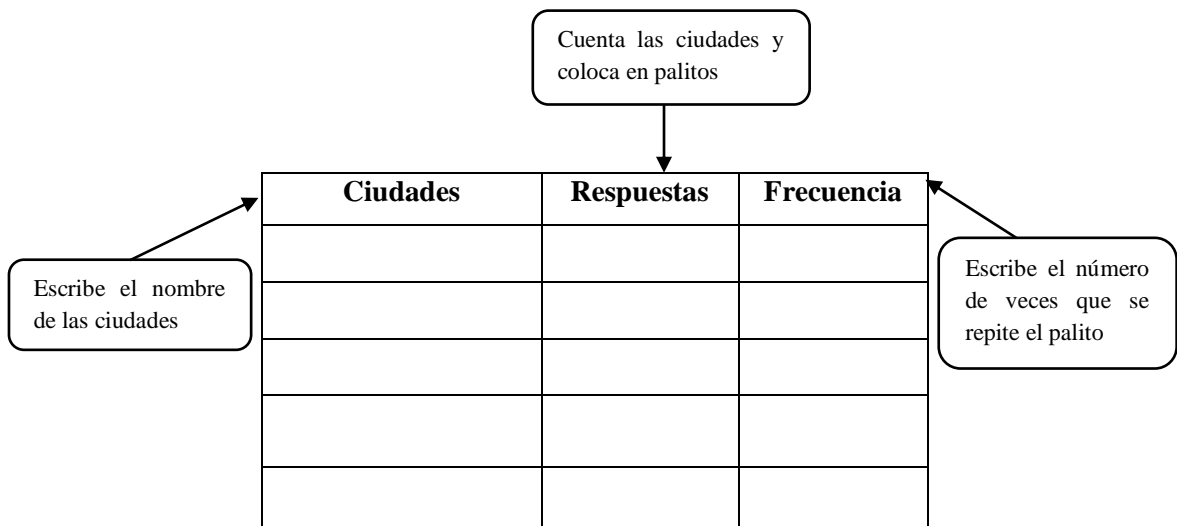 Cuenta las ciudades y
coloca en palitos
Ciudades Respuestas Frecuencia
Escribe el nombre
de las ciudades
Escribe el número
de veces que se
repite el palito